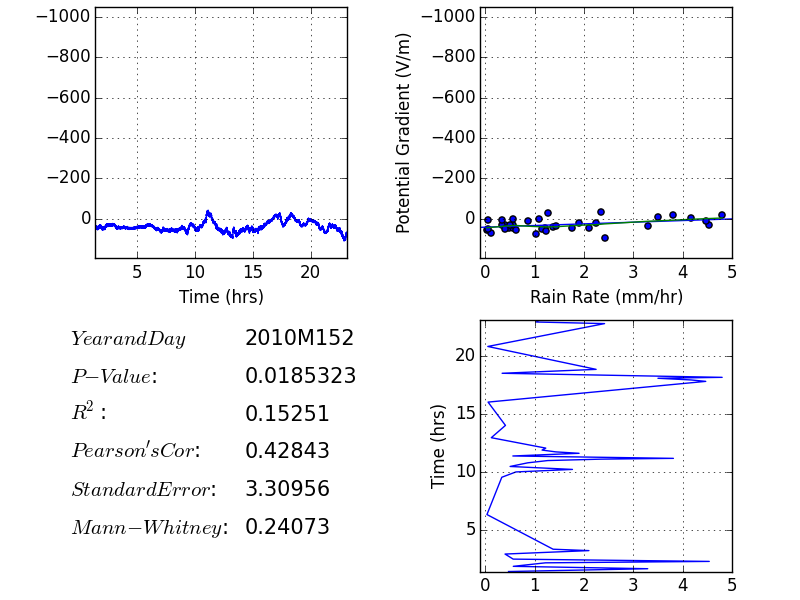 −1000
−800
−600
−400
−200
0
5 10 15 20
Time (hrs)
Potential Gradient (V/m)
−1000
−800
−600
−400
−200
0
0 1 2 3 4 5
Rain Rate (mm/hr)
YearandDay 2010M152
P−Value: 0.0185323
R²: 0.15251
Pearson'sCor: 0.42843
StandardError: 3.30956
Mann−Whitney: 0.24073
Time (hrs)
20
15
10
5
0 1 2 3 4 5